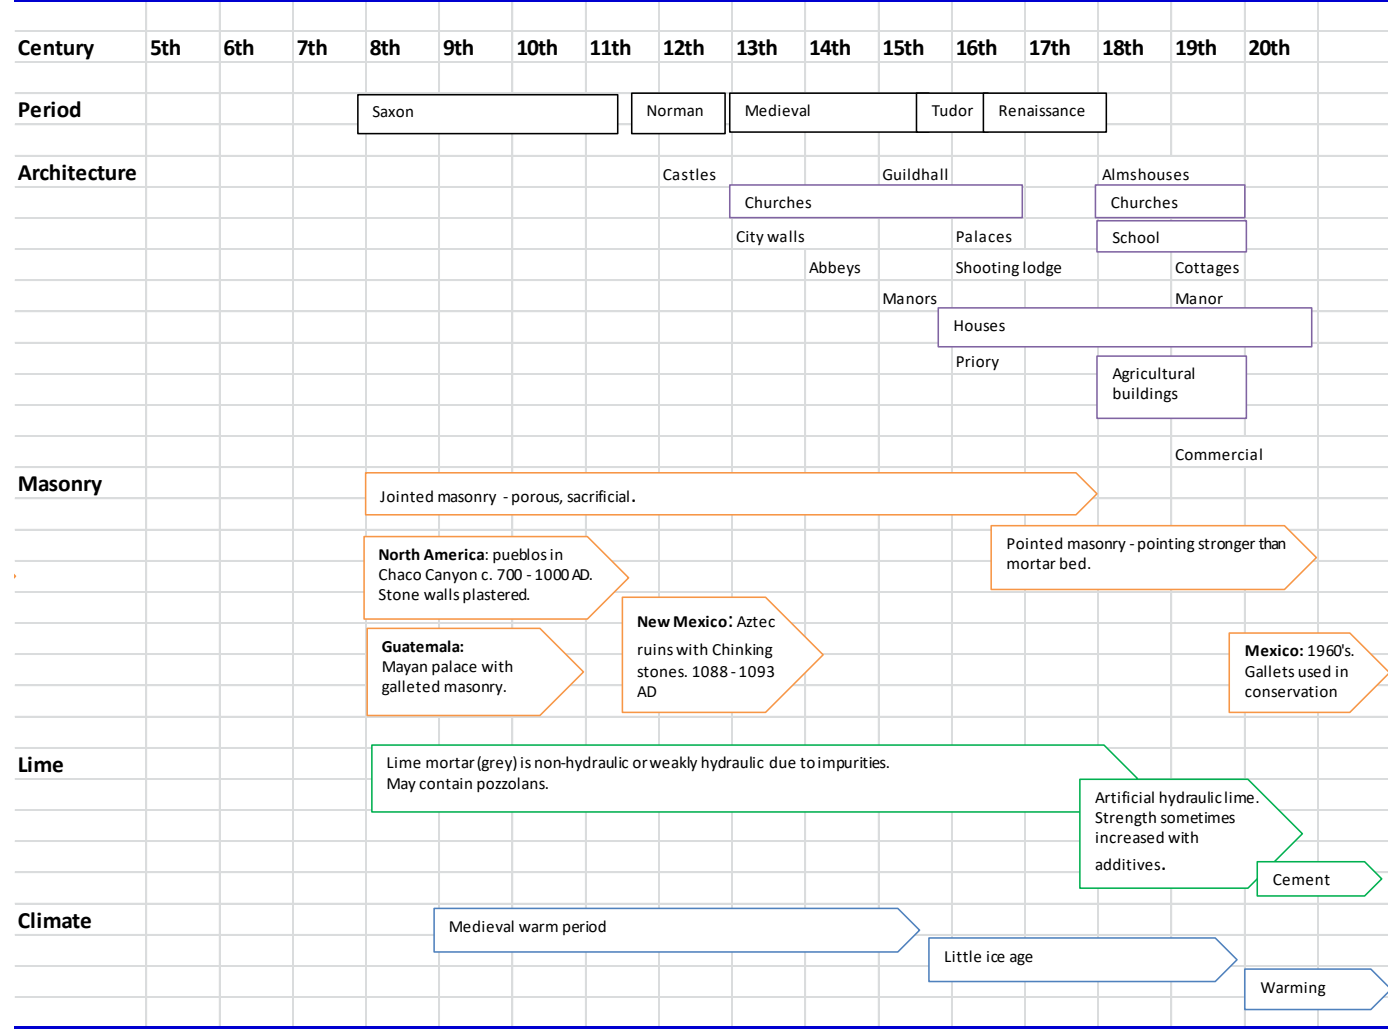 Century 5th 6th 7th 8th 9th 10th 11th 12th 13th 14th 15th 16th 17th 18th 19th 20th
Period Saxon Norman Medieval Tudor Renaissance
Architecture Castles Guildhall Almshouses
Churches Churches
City walls Palaces School
Abbeys Shooting lodge Cottages
Manors Manor
Houses
Priory
Agricultural
buildings
Commercial
Masonry
Jointed masonry - porous, sacrificial.
North America: pueblos in
Chaco Canyon c. 700 - 1000 AD.
Stone walls plastered.
Pointed masonry - pointing stronger than
mortar bed.
Guatemala:
Mayan palace with
galleted masonry.
New Mexico: Aztec
ruins with Chinking
stones. 1088 - 1093
AD
Mexico: 1960's.
Gallets used in
conservation
Lime
Lime mortar (grey) is non-hydraulic or weakly hydraulic due to impurities.
May contain pozzolans.
Artificial hydraulic lime.
Strength sometimes
increased with
additives.
Cement
Climate
Medieval warm period
Little ice age
Warming